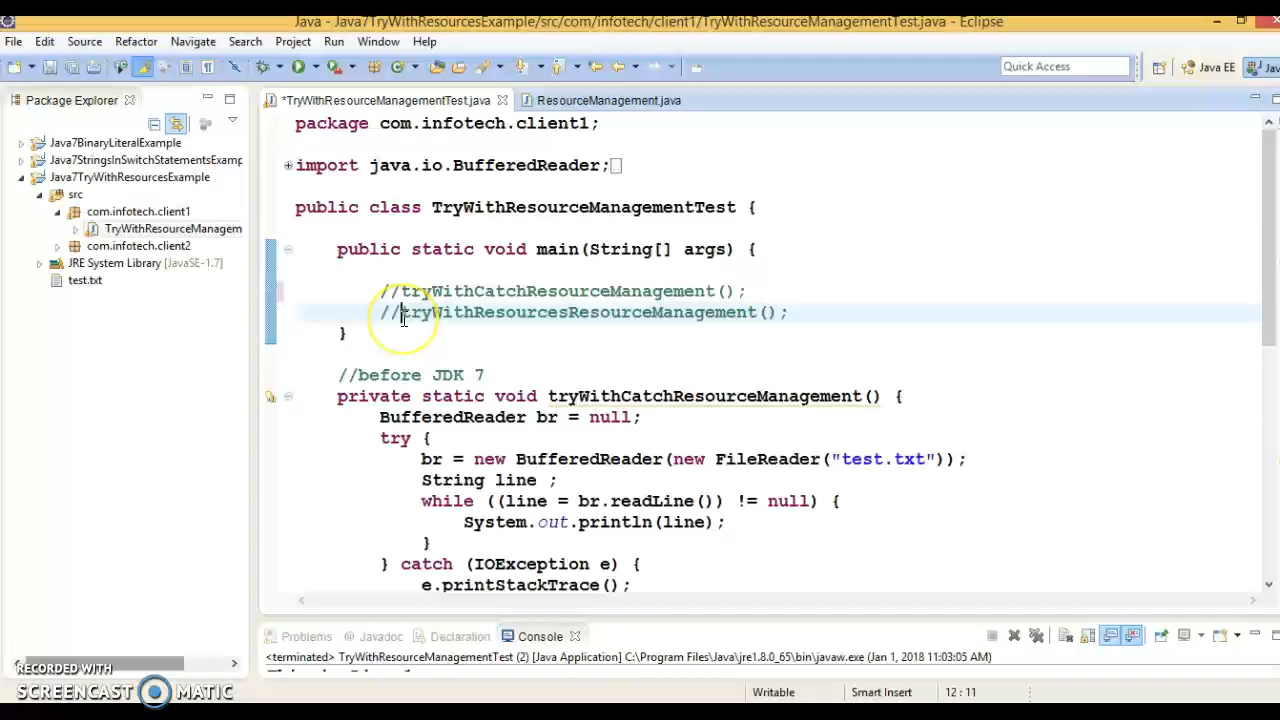 Java - Java7TryWithResourcesExample/src/com/infotech/client1/TryWithResourceManagementTest.java - Eclipse
File Edit Source Refactor Navigate Search Project Run Window Help
Quick Access
Java EE
Jav
Package Explorer
*TryWithResourceManagementTest.java
ResourceManagement.java
Java7BinaryLiteralExample
Java7StringsInSwitchStatementsExamp
Java7TryWithResourcesExample
src
com.infotech.client1
TryWithResourceManagem
com.infotech.client2
JRE System Library [JavaSE-1.7]
test.txt
package com.infotech.client1;
import java.io.BufferedReader;
public class TryWithResourceManagementTest {
public static void main(String[] args) {
//tryWithCatchResourceManagement();
//tryWithResourcesResourceManagement();
}
//before JDK 7
private static void tryWithCatchResourceManagement() {
BufferedReader br = null;
try {
br = new BufferedReader(new FileReader("test.txt"));
String line ;
while ((line = br.readLine()) != null) {
System.out.println(line);
}
} catch (IOException e) {
e.printStackTrace();
Problems @ Javadoc Declaration Console
<terminated> TryWithResourceManagementTest (2) [Java Application] C:\Program Files\Java\jre1.8.0_65\bin\javaw.exe (Jan 1, 2018 11:03:05 AM)
Writable Smart Insert 12 : 11
RECORDED WITH
SCREENCAST MATIC